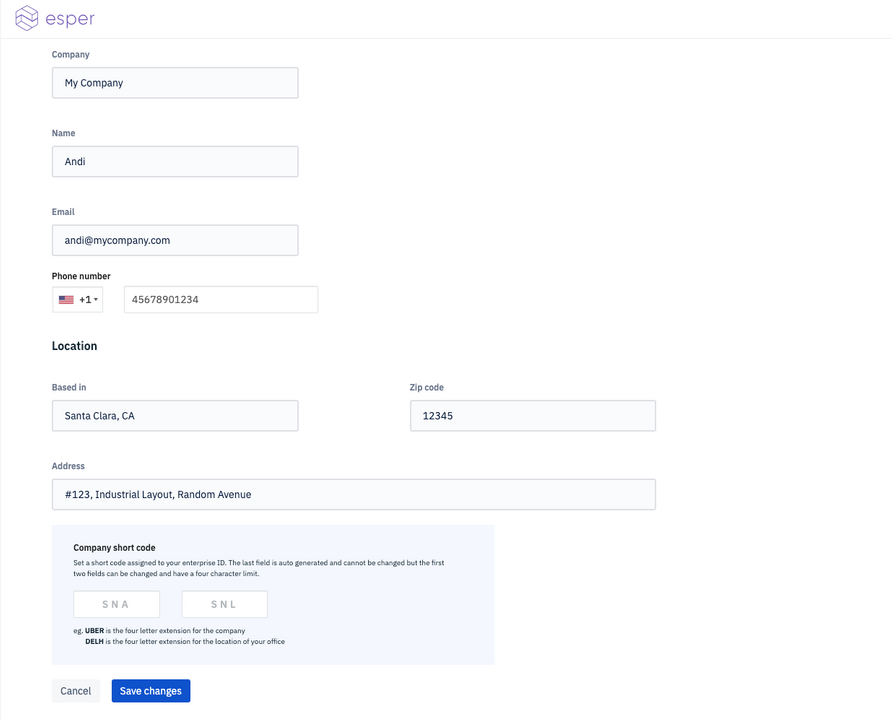 esper
Company
My Company
Name
Andi
Email
andi@mycompany.com
Phone number
+1 45678901234
Location
Based in Zip code
Santa Clara, CA 12345
Address
#123, Industrial Layout, Random Avenue
Company short code
Set a short code assigned to your enterprise ID. The last field is auto generated and cannot be changed but the first
two fields can be changed and have a four character limit.
SNA SNL
eg. UBER is the four letter extension for the company
DELH is the four letter extension for the location of your office
Cancel Save changes